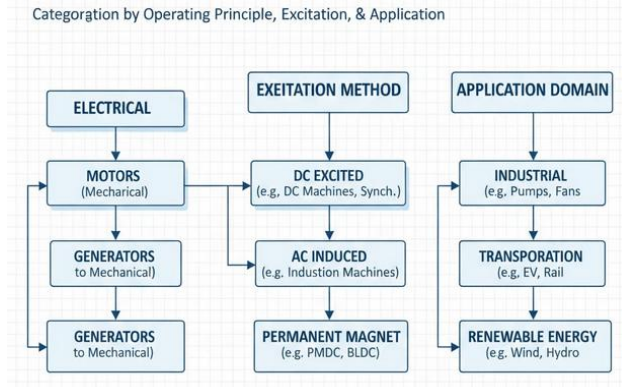 Categoration by Operating Principle, Excitation, & Application
ELECTRICAL
MOTORS
(Mechanical)
GENERATORS
to Mechanical)
GENERATORS
to Mechanical)
EXEITATION METHOD
DC EXCITED
(e.g, DC Machines, Synch.)
AC INDUCED
(e.g. Industion Machines)
PERMANENT MAGNET
(e.g. PMDC, BLDC)
APPLICATION DOMAIN
INDUSTRIAL
(e.g, Pumps, Fans
TRANSPORATION
(e.g, EV, Rail
RENEWABLE ENERGY
(e.g. Wind, Hydro